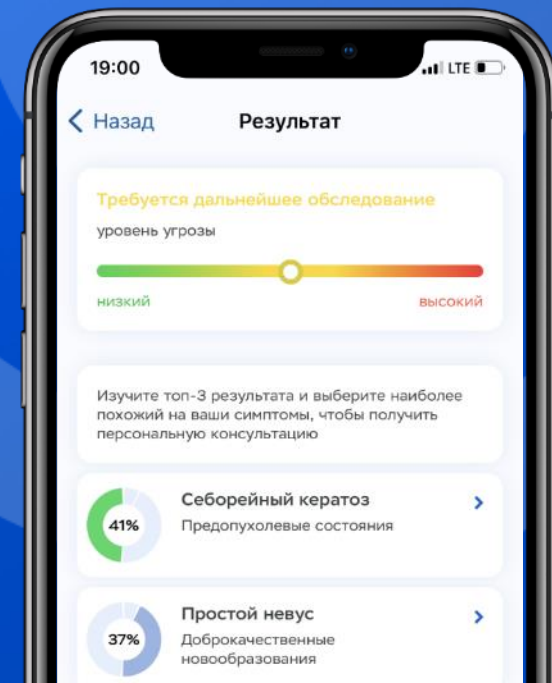 19:00
LTE
Назад
Результат
Требуется дальнейшее обследование
уровень угрозы
низкий
высокий
Изучите топ-3 результата и выберите наиболее
похожий на ваши симптомы, чтобы получить
персональную консультацию
41%
Себорейный кератоз
Предопухолевые состояния
37%
Простой невус
Доброкачественные
новообразования